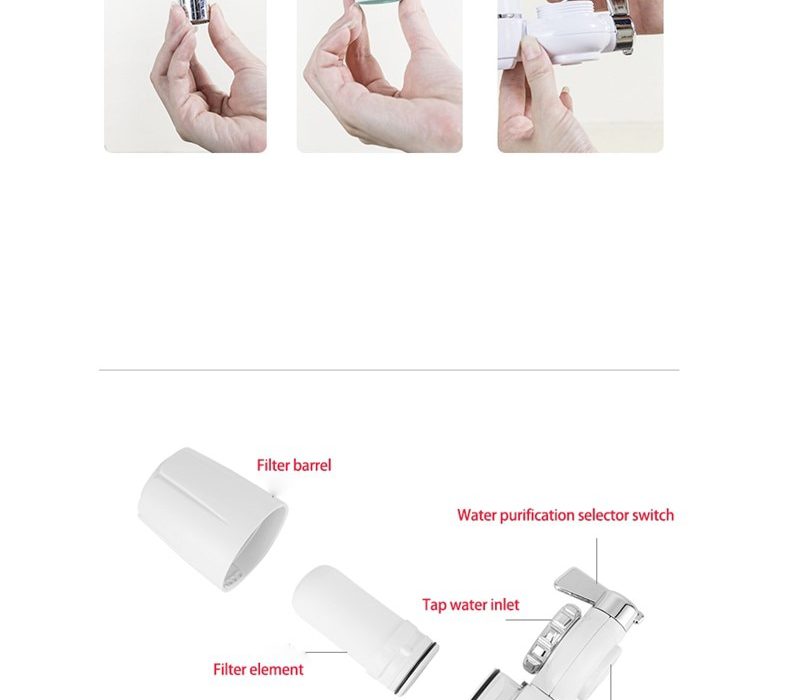 Filter barrel
Water purification selector switch
Tap water inlet
Filter element